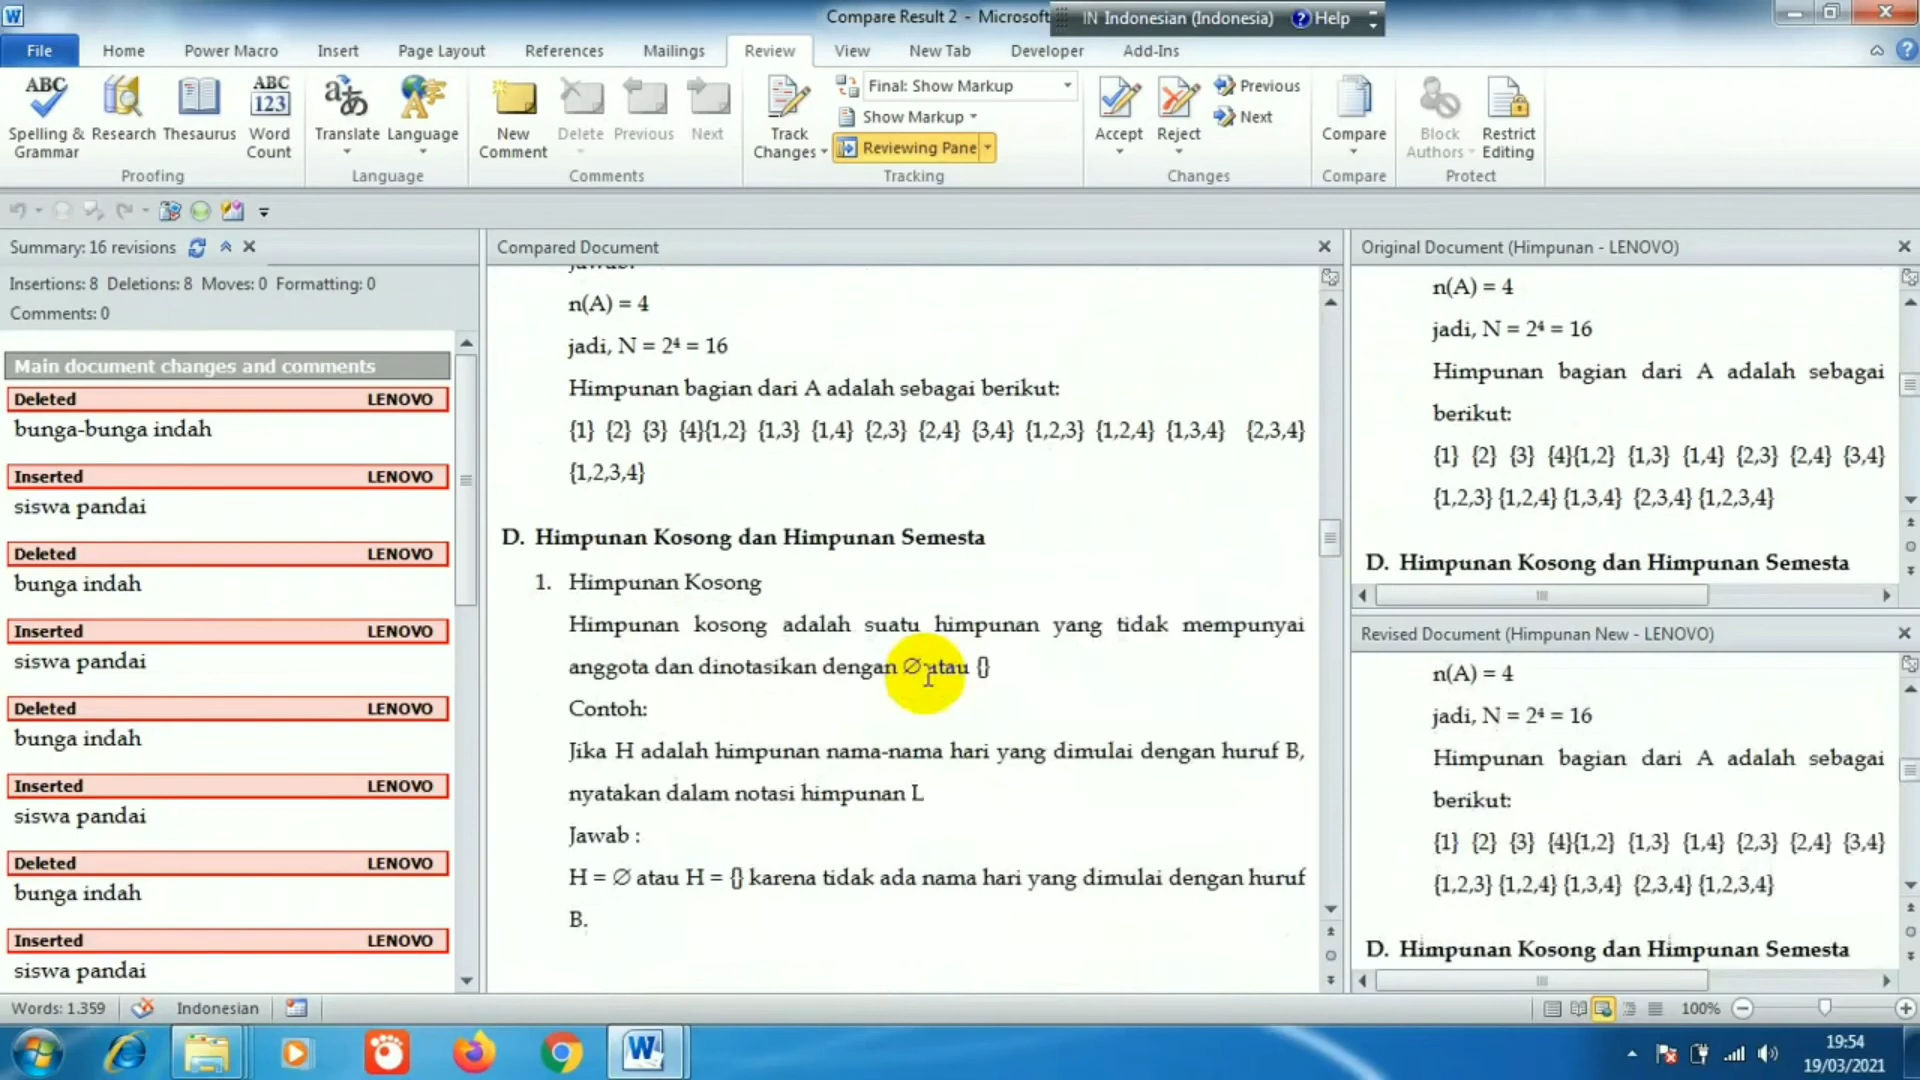 Compare Result 2 - Microsoft
IN Indonesian (Indonesia) Help
File Home Power Macro Insert Page Layout References Mailings Review View New Tab Developer Add-Ins
ABC ABC 123
Spelling & Grammar Research Thesaurus Word Count Translate Language New Comment Delete Previous Next Track Changes
Final: Show Markup
Show Markup
Reviewing Pane
Accept Reject Previous Next Compare Block Authors Restrict Editing
Proofing Language Comments Tracking Changes Compare Protect
Summary: 16 revisions
Insertions: 8 Deletions: 8 Moves: 0 Formatting: 0
Comments: 0
Main document changes and comments
Deleted LENOVO
bunga-bunga indah
Inserted LENOVO
siswa pandai
Deleted LENOVO
bunga indah
Inserted LENOVO
siswa pandai
Deleted LENOVO
bunga indah
Inserted LENOVO
siswa pandai
Deleted LENOVO
bunga indah
Inserted LENOVO
siswa pandai
Compared Document
n(A) = 4
jadi, N = 2⁴ = 16
Himpunan bagian dari A adalah sebagai berikut:
{1} {2} {3} {4}{1,2} {1,3} {1,4} {2,3} {2,4} {3,4} {1,2,3} {1,2,4} {1,3,4} {2,3,4}
{1,2,3,4}
D. Himpunan Kosong dan Himpunan Semesta
1. Himpunan Kosong
Himpunan kosong adalah suatu himpunan yang tidak mempunyai
anggota dan dinotasikan dengan ∅ atau {}
Contoh:
Jika H adalah himpunan nama-nama hari yang dimulai dengan huruf B,
nyatakan dalam notasi himpunan L
Jawab :
H = ∅ atau H = {} karena tidak ada nama hari yang dimulai dengan huruf
B.
Original Document (Himpunan - LENOVO)
n(A) = 4
jadi, N = 2⁴ = 16
Himpunan bagian dari A adalah sebagai
berikut:
{1} {2} {3} {4}{1,2} {1,3} {1,4} {2,3} {2,4} {3,4}
{1,2,3} {1,2,4} {1,3,4} {2,3,4} {1,2,3,4}
D. Himpunan Kosong dan Himpunan Semesta
Revised Document (Himpunan New - LENOVO)
n(A) = 4
jadi, N = 2⁴ = 16
Himpunan bagian dari A adalah sebagai
berikut:
{1} {2} {3} {4}{1,2} {1,3} {1,4} {2,3} {2,4} {3,4}
{1,2,3} {1,2,4} {1,3,4} {2,3,4} {1,2,3,4}
D. Himpunan Kosong dan Himpunan Semesta
Words: 1.359 Indonesian 100%
19:54
19/03/2021